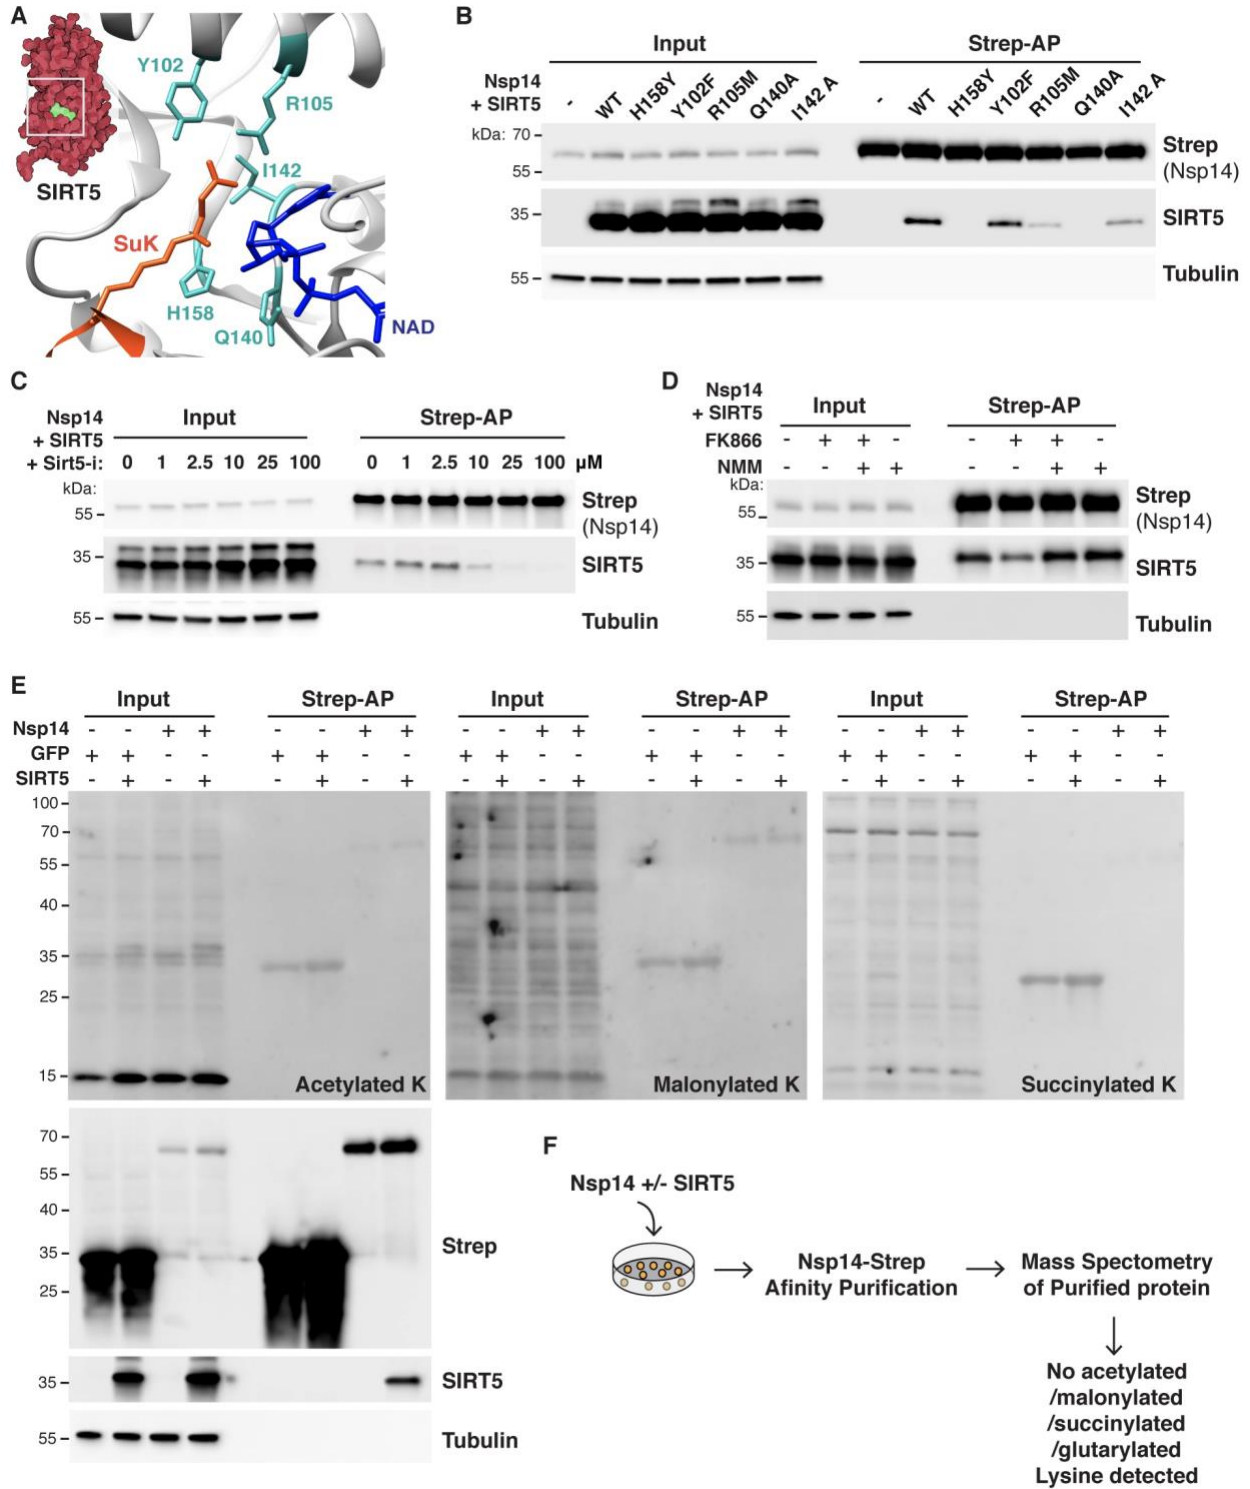 A
Y102
R105
I142
SIRT5
SuK
H158
Q140
NAD
B
Input
Strep-AP
Nsp14
+ SIRT5
- WT H158Y Y102F R105M Q140A I142 A
- WT H158Y Y102F R105M Q140A I142 A
kDa: 70
55
Strep
(Nsp14)
35
SIRT5
55
Tubulin
C
Nsp14
+ SIRT5
+ Sirt5-i:
Input
Strep-AP
0 1 2.5 10 25 100
0 1 2.5 10 25 100 µM
kDa:
55
Strep
(Nsp14)
35
SIRT5
55
Tubulin
D
Nsp14
+ SIRT5
Input
Strep-AP
FK866 - + + - - + + -
NMM - - + + - - + +
kDa:
55
Strep
(Nsp14)
35
SIRT5
55
Tubulin
E
Input
Strep-AP
Input
Strep-AP
Input
Strep-AP
Nsp14 - - + + - - + + - - + + - - + + - - + + - - + +
GFP + + - - + + - - + + - - + + - - + + - - + + - -
SIRT5 - + - + - + - + - + - + - + - + - + - + - + - +
100
70
55
40
35
25
15
Acetylated K
Malonylated K
Succinylated K
70
55
40
35
25
Strep
35
SIRT5
55
Tubulin
F
Nsp14 +/- SIRT5
Nsp14-Strep
Afinity Purification
Mass Spectometry
of Purified protein
No acetylated
/malonylated
/succinylated
/glutarylated
Lysine detected